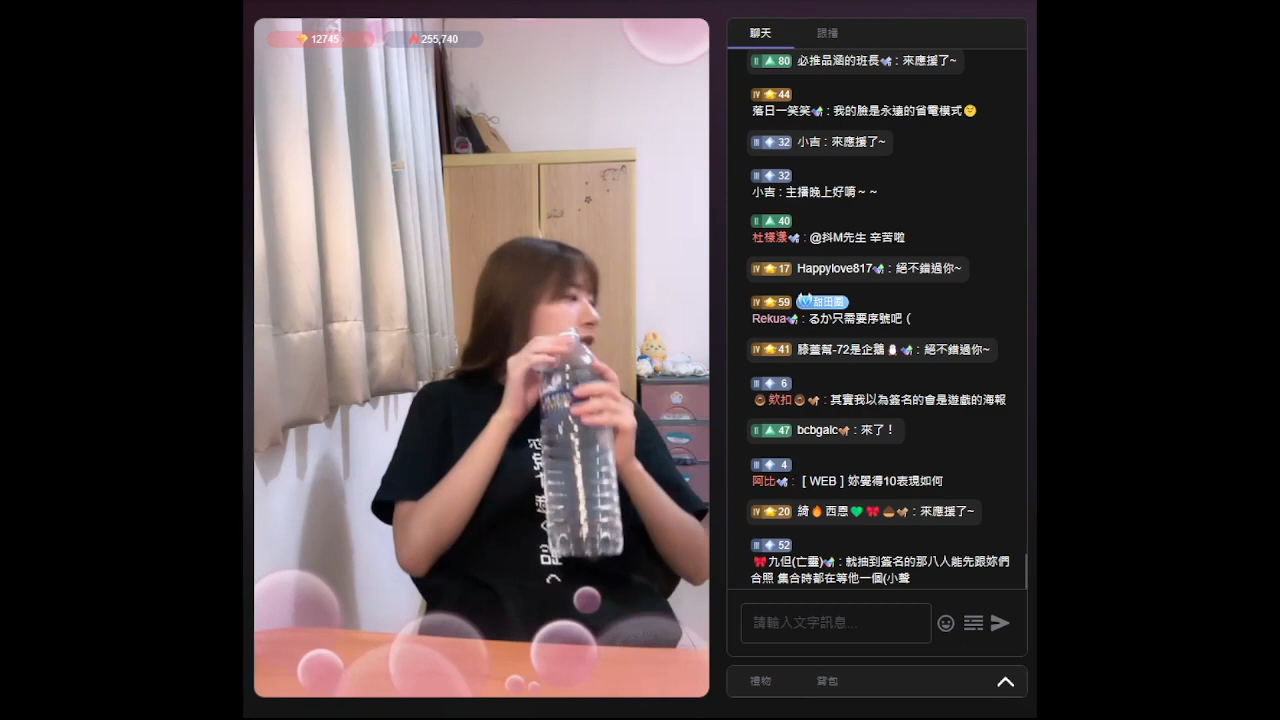 12745
255,740
聊天
跟播
II 80 必推品涵的班長 : 來應援了~
IV 44
落日一笑笑 : 我的臉是永遠的省電模式
III 32 小吉 : 來應援了~
III 32
小吉 : 主播晚上好唷~~
II 40
杜樣漾 : @抖M先生 辛苦啦
IV 17 Happylove817 : 絕不錯過你~
IV 59 甜田圈
Rekua : るか只需要序號吧（
IV 41 膝蓋幫-72是企鵝 : 絕不錯過你~
III 6
欸扣 : 其實我以為簽名的會是遊戲的海報
II 47 bcbgalc : 來了！
III 4
阿比 : [ WEB ] 妳覺得10表現如何
IV 20 綺 西恩 : 來應援了~
III 52
九但(亡靈) : 就抽到簽名的那八人能先跟妳們
合照 集合時都在等他一個(小聲
請輸入文字訊息...
禮物
背包